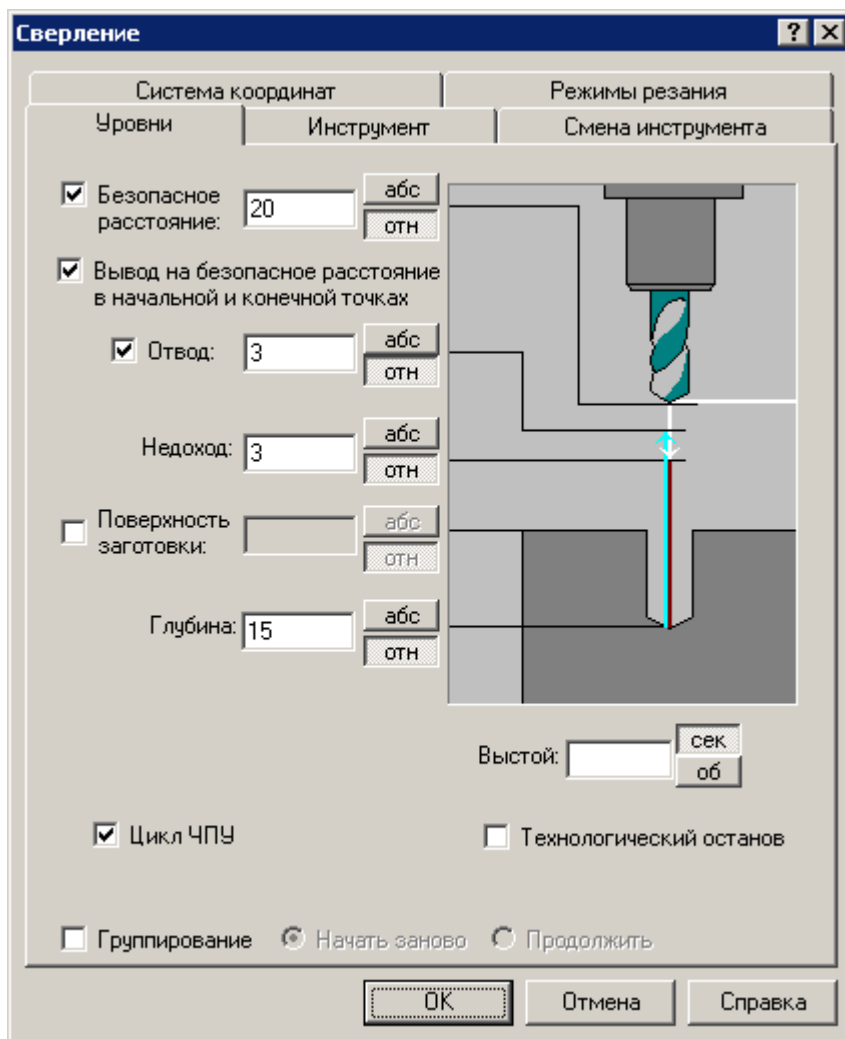 Сверление
Система координат
Режимы резания
Уровни
Инструмент
Смена инструмента
Безопасное
расстояние:
20
абс
отн
Вывод на безопасное расстояние
в начальной и конечной точках
Отвод:
3
абс
отн
Недоход:
3
абс
отн
Поверхность
заготовки:
абс
отн
Глубина:
15
абс
отн
Выстой:
сек
об
Цикл ЧПУ
Технологический останов
Группирование
Начать заново
Продолжить
OK
Отмена
Справка